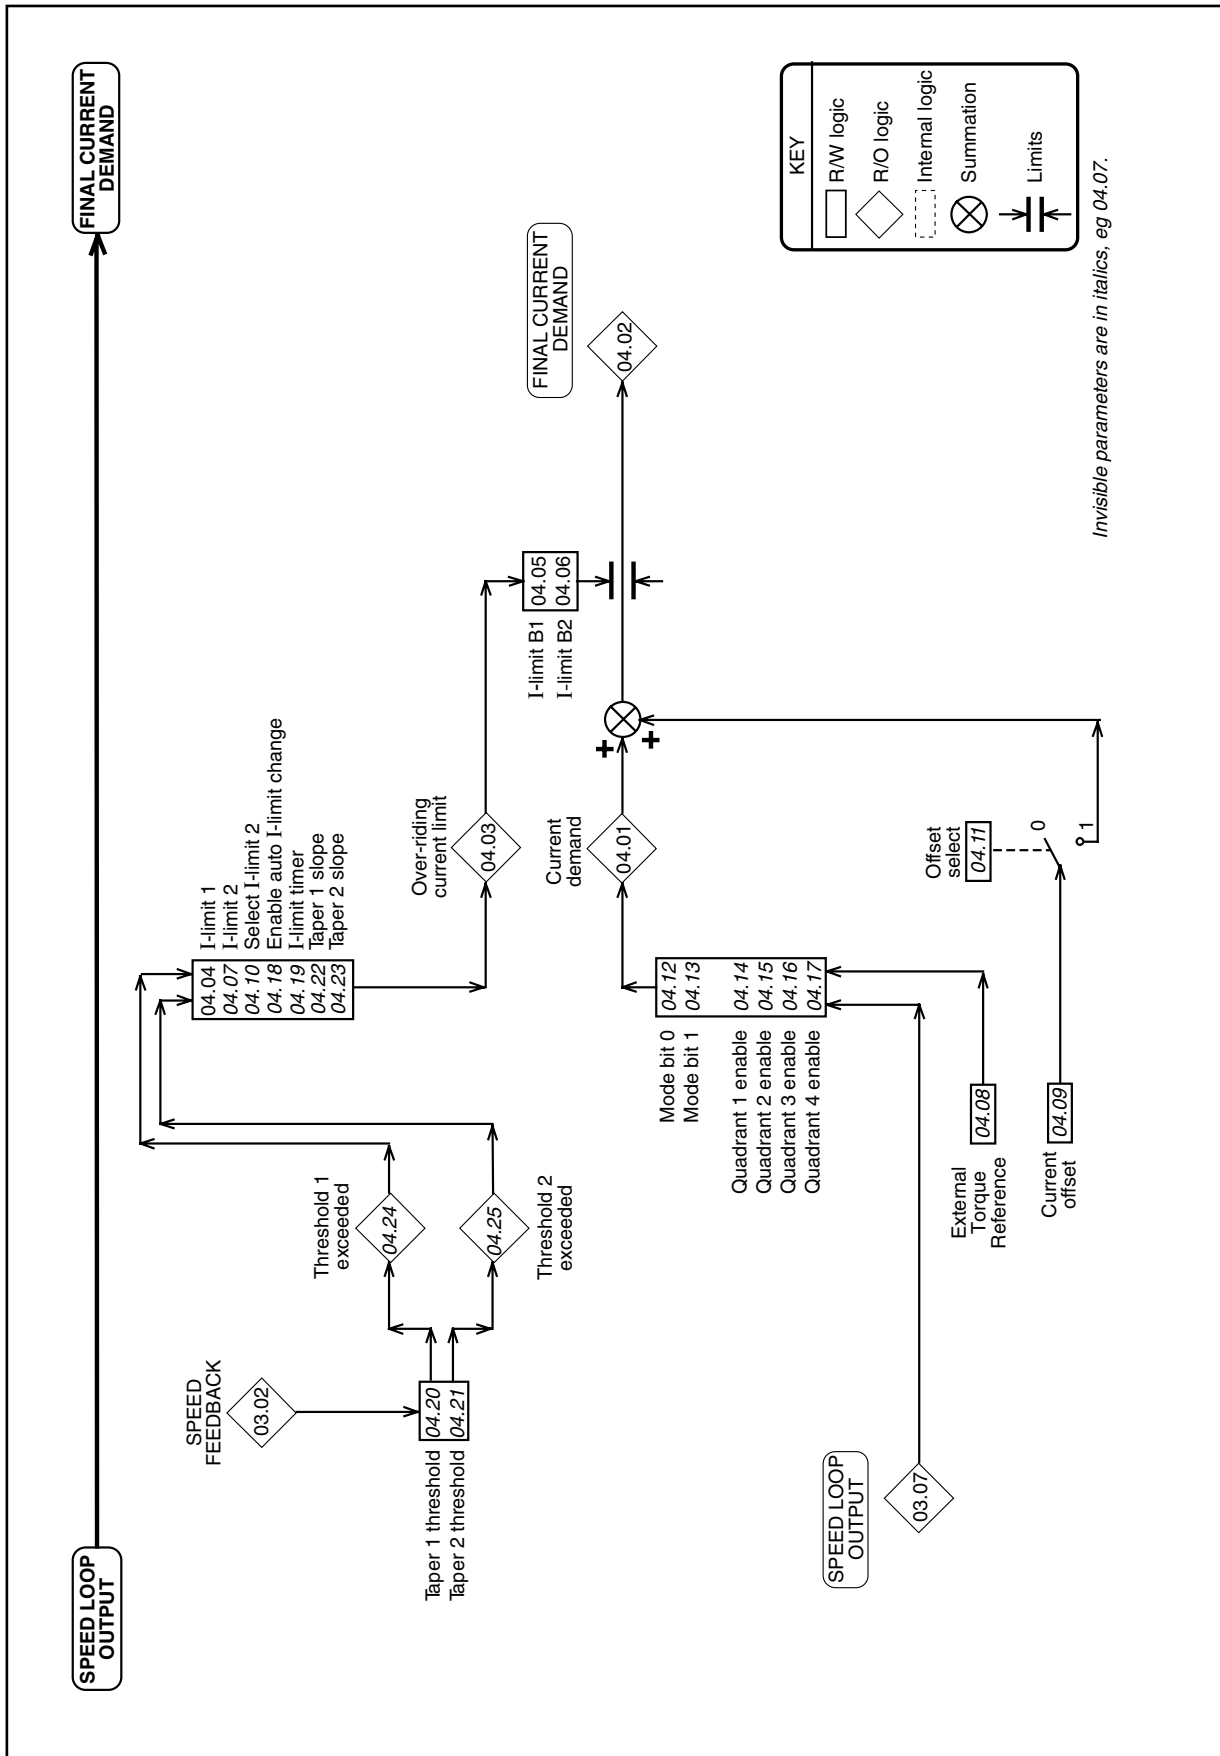 SPEED LOOP
OUTPUT
FINAL CURRENT
DEMAND
SPEED
FEEDBACK
03.02
Taper 1 threshold
04.20
Taper 2 threshold
04.21
Threshold 1
exceeded
04.24
04.25
Threshold 2
exceeded
04.04 I-limit 1
04.07 I-limit 2
04.10 Select I-limit 2
04.18 Enable auto I-limit change
04.19 I-limit timer
04.22 Taper 1 slope
04.23 Taper 2 slope
Over-riding
current limit
04.03
I-limit B1 04.05
I-limit B2 04.06
FINAL CURRENT
DEMAND
04.02
Current
demand
04.01
+
+
Mode bit 0 04.12
Mode bit 1 04.13
Quadrant 1 enable 04.14
Quadrant 2 enable 04.15
Quadrant 3 enable 04.16
Quadrant 4 enable 04.17
SPEED LOOP
OUTPUT
03.07
External
Torque
Reference
04.08
Current
offset
04.09
Offset
select
04.11
0
1
KEY
R/W logic
R/O logic
Internal logic
Summation
Limits
Invisible parameters are in italics, eg 04.07.